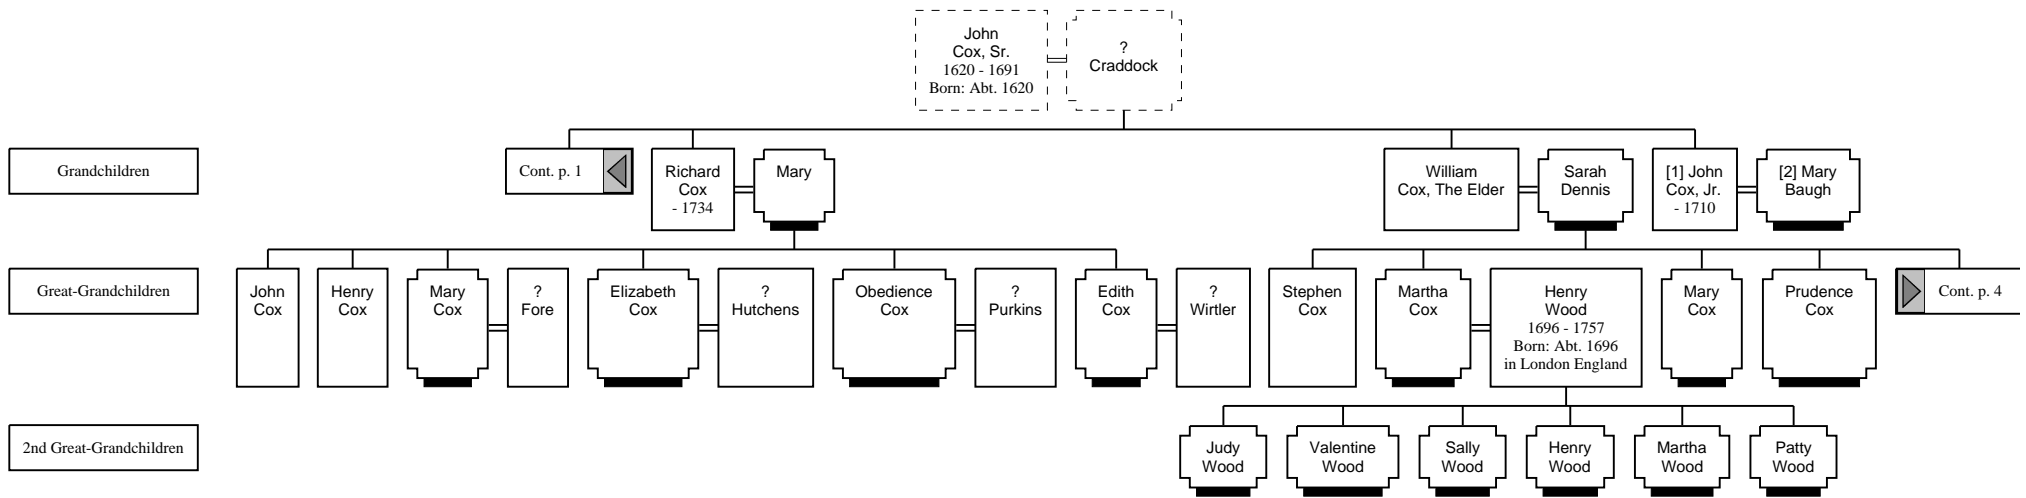 John
Cox, Sr.
1620 - 1691
Born: Abt. 1620
?
Craddock
Grandchildren
Cont. p. 1
Richard
Cox
- 1734
Mary
William
Cox, The Elder
Sarah
Dennis
[1] John
Cox, Jr.
- 1710
[2] Mary
Baugh
Great-Grandchildren
John
Cox
Henry
Cox
Mary
Cox
?
Fore
Elizabeth
Cox
?
Hutchens
Obedience
Cox
?
Purkins
Edith
Cox
?
Wirtler
Stephen
Cox
Martha
Cox
Henry
Wood
1696 - 1757
Born: Abt. 1696
in London England
Mary
Cox
Prudence
Cox
Cont. p. 4
2nd Great-Grandchildren
Judy
Wood
Valentine
Wood
Sally
Wood
Henry
Wood
Martha
Wood
Patty
Wood